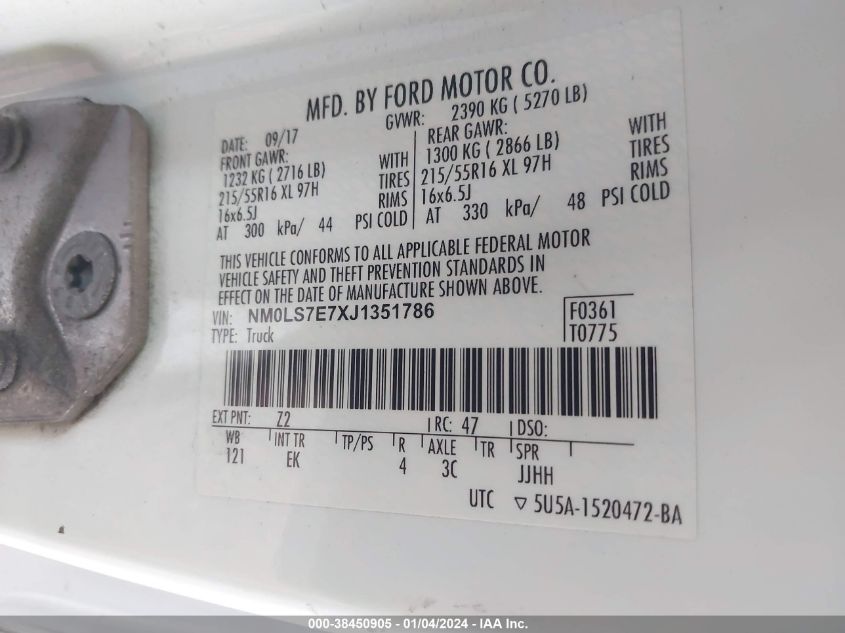 MFD. BY FORD MOTOR CO.
DATE: 09/17 GVWR: 2390 KG ( 5270 LB)
FRONT GAWR: REAR GAWR:
1232 KG ( 2716 LB) WITH 1300 KG ( 2866 LB) WITH
215/55R16 XL 97H TIRES 215/55R16 XL 97H TIRES
16x6.5J RIMS 16x6.5J RIMS
AT 300 kPa/ 44 PSI COLD AT 330 kPa/ 48 PSI COLD
THIS VEHICLE CONFORMS TO ALL APPLICABLE FEDERAL MOTOR
VEHICLE SAFETY AND THEFT PREVENTION STANDARDS IN
EFFECT ON THE DATE OF MANUFACTURE SHOWN ABOVE.
VIN: NM0LS7E7XJ1351786 F0361
TYPE: Truck T0775
EXT PNT: Z2 RC: 47 DSO:
WB INT TR TP/PS R AXLE TR SPR
121 EK 4 3C JJHH
UTC ▽ 5U5A-1520472-BA
000-38450905 - 01/04/2024 - IAA Inc.